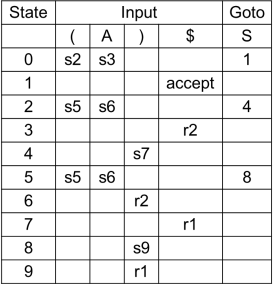 State Input Goto
( A ) $ S
0 s2 s3 1
1 accept
2 s5 s6 4
3 r2
4 s7
5 s5 s6 8
6 r2
7 r1
8 s9
9 r1